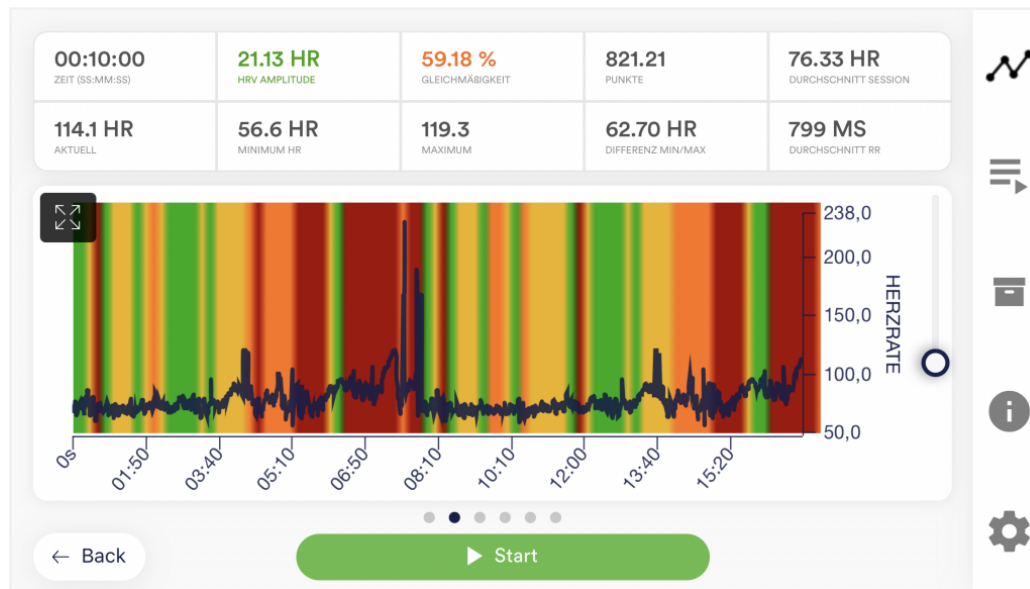 00:10:00
ZEIT (SS:MM:SS)
21.13 HR
HRV AMPLITUDE
59.18 %
GLEICHMÄßIGKEIT
821.21
PUNKTE
76.33 HR
DURCHSCHNITT SESSION
114.1 HR
AKTUELL
56.6 HR
MINIMUM HR
119.3
MAXIMUM
62.70 HR
DIFFERENZ MIN/MAX
799 MS
DURCHSCHNITT RR
238,0
200,0
150,0
100,0
50,0
HERZRATE
0s
01:50
03:40
05:10
06:50
08:10
10:10
12:00
13:40
15:20
← Back
Start